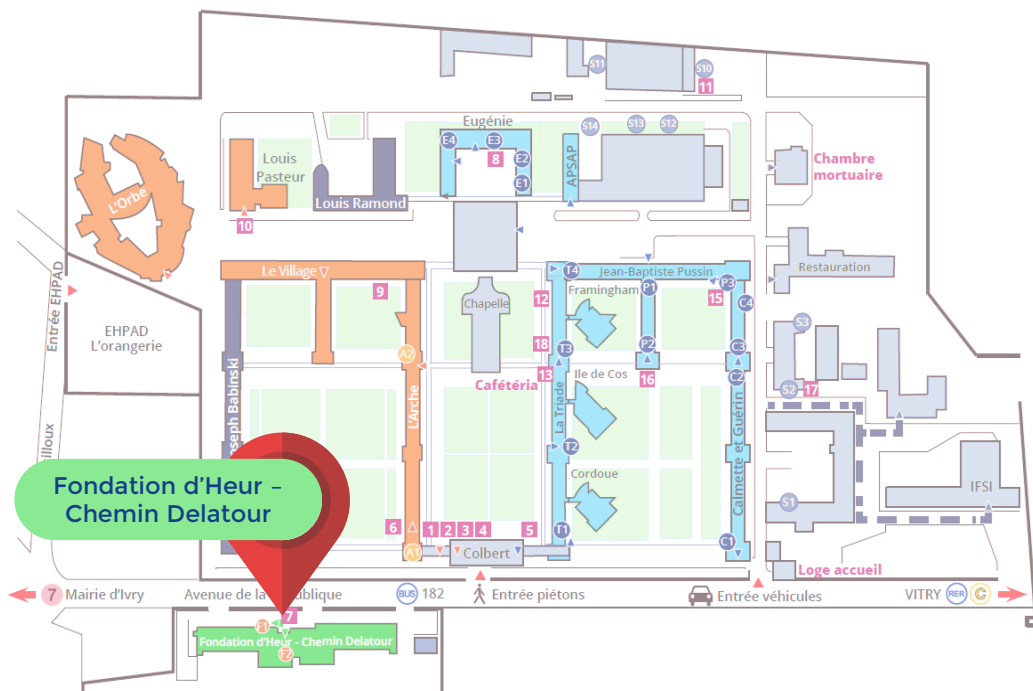 S11
S10
11
Eugénie
E4
E3
S14
S13
S12
Louis
Pasteur
8
E2
E1
APSAP
Chambre
mortuaire
L'Orbe
Louis Ramond
10
Entrée EHPAD
Le Village
T4
Jean-Baptiste Pussin
Restauration
9
Chapelle
12
Framingham
P1
15
P3
C4
EHPAD
L'orangerie
A2
18
T3
P2
C3
S3
13
Ile de Cos
16
C2
Cafétéria
S2
17
Joseph Babinski
L'Arche
La Triade
Calmette et Guérin
T2
Fondation d'Heur –
Chemin Delatour
Cordoue
IFSI
S1
6
1
2
3
4
5
T1
C1
A1
Colbert
Loge accueil
7
Mairie d'Ivry
Avenue de la
blique
BUS
182
Entrée piétons
Entrée véhicules
VITRY
RER
C
7
F1
Fondation d'Heur - Chemin Delatour
F2